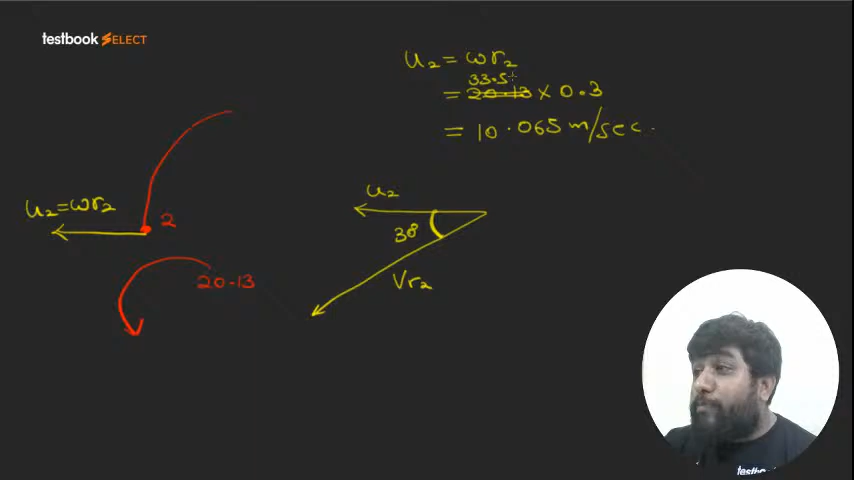 testbook SELECT
u₂ = ωr₂
33.5
= 20.13 × 0.3
= 10.065 m/sec.
u₂
u₂=ωr₂
2
30°
20.13
Vr₂